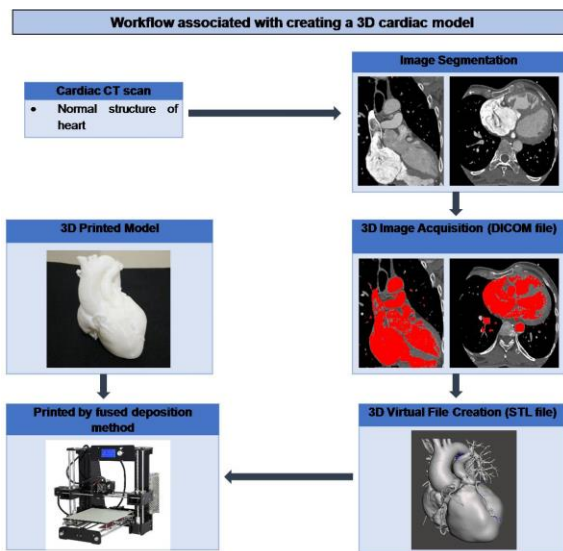 Workflow associated with creating a 3D cardiac model
Cardiac CT scan
• Normal structure of
heart
Image Segmentation
3D Printed Model
3D Image Acquisition (DICOM file)
Printed by fused deposition
method
3D Virtual File Creation (STL file)